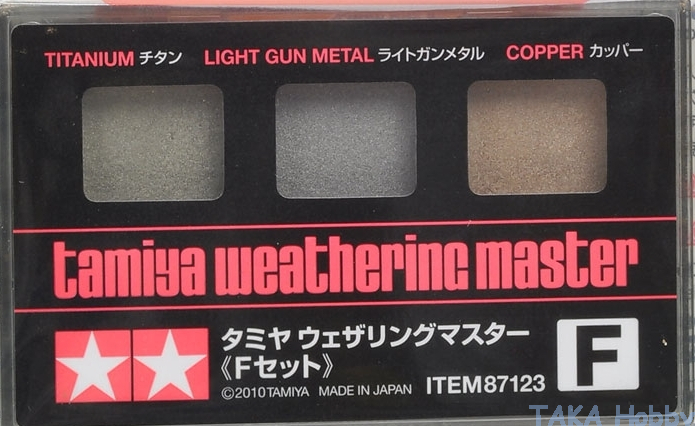 TITANIUM チタン LIGHT GUN METAL ライトガンメタル COPPER カッパー
tamiya weathering master
タミヤ ウェザリングマスター
《Fセット》
©2010TAMIYA MADE IN JAPAN ITEM87123
F
TAKA Hobby